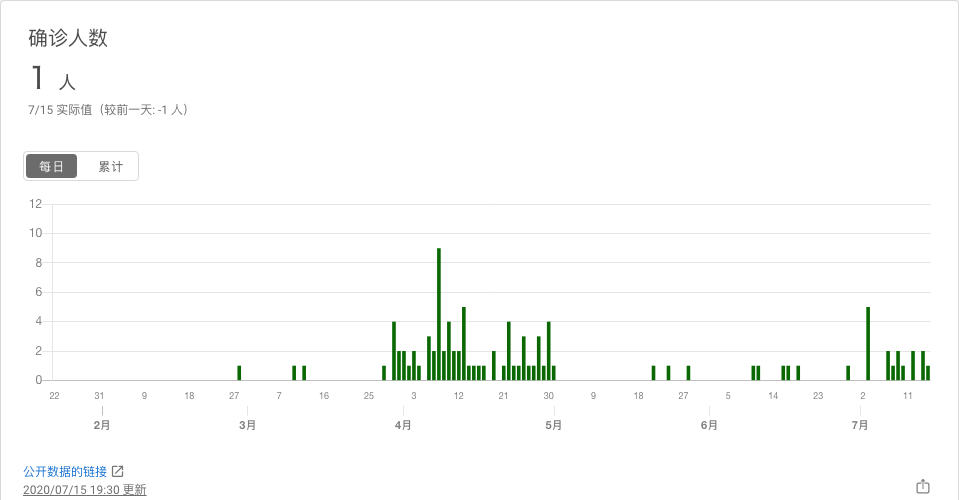 确诊人数
1 人
7/15 实际值（较前一天: -1 人）
每日 累计
12
10
8
6
4
2
0
22 31 9 18 27 7 16 25 3 12 21 30 9 18 27 5 14 23 2 11
2月 3月 4月 5月 6月 7月
公开数据的链接
2020/07/15 19:30 更新